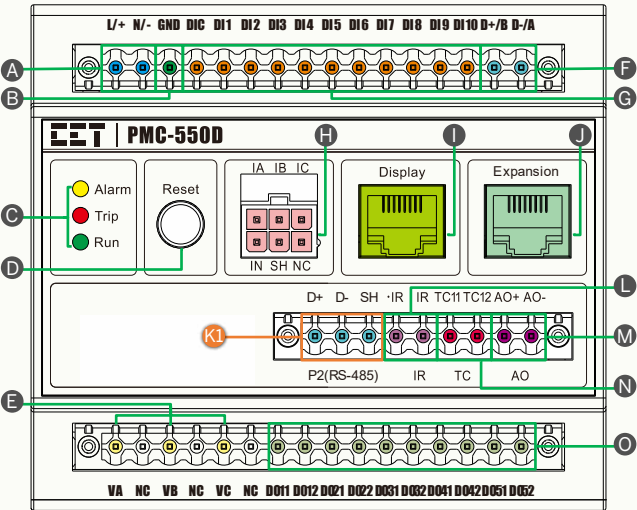 L/+ N/- GND DIC DI1 DI2 DI3 DI4 DI5 DI6 DI7 DI8 DI9 DI10 D+/B D-/A
A
F
B
G
CET PMC-550D
H
I
J
IA IB IC
Display
Expansion
Alarm
Reset
C
Trip
Run
D
IN SH NC
L
D+ D- SH ·IR IR TC11 TC12 AO+ AO-
K1
M
P2(RS-485) IR TC AO
N
E
O
VA NC VB NC VC NC DO11 DO12 DO21 DO22 DO31 DO32 DO41 DO42 DO51 DO52